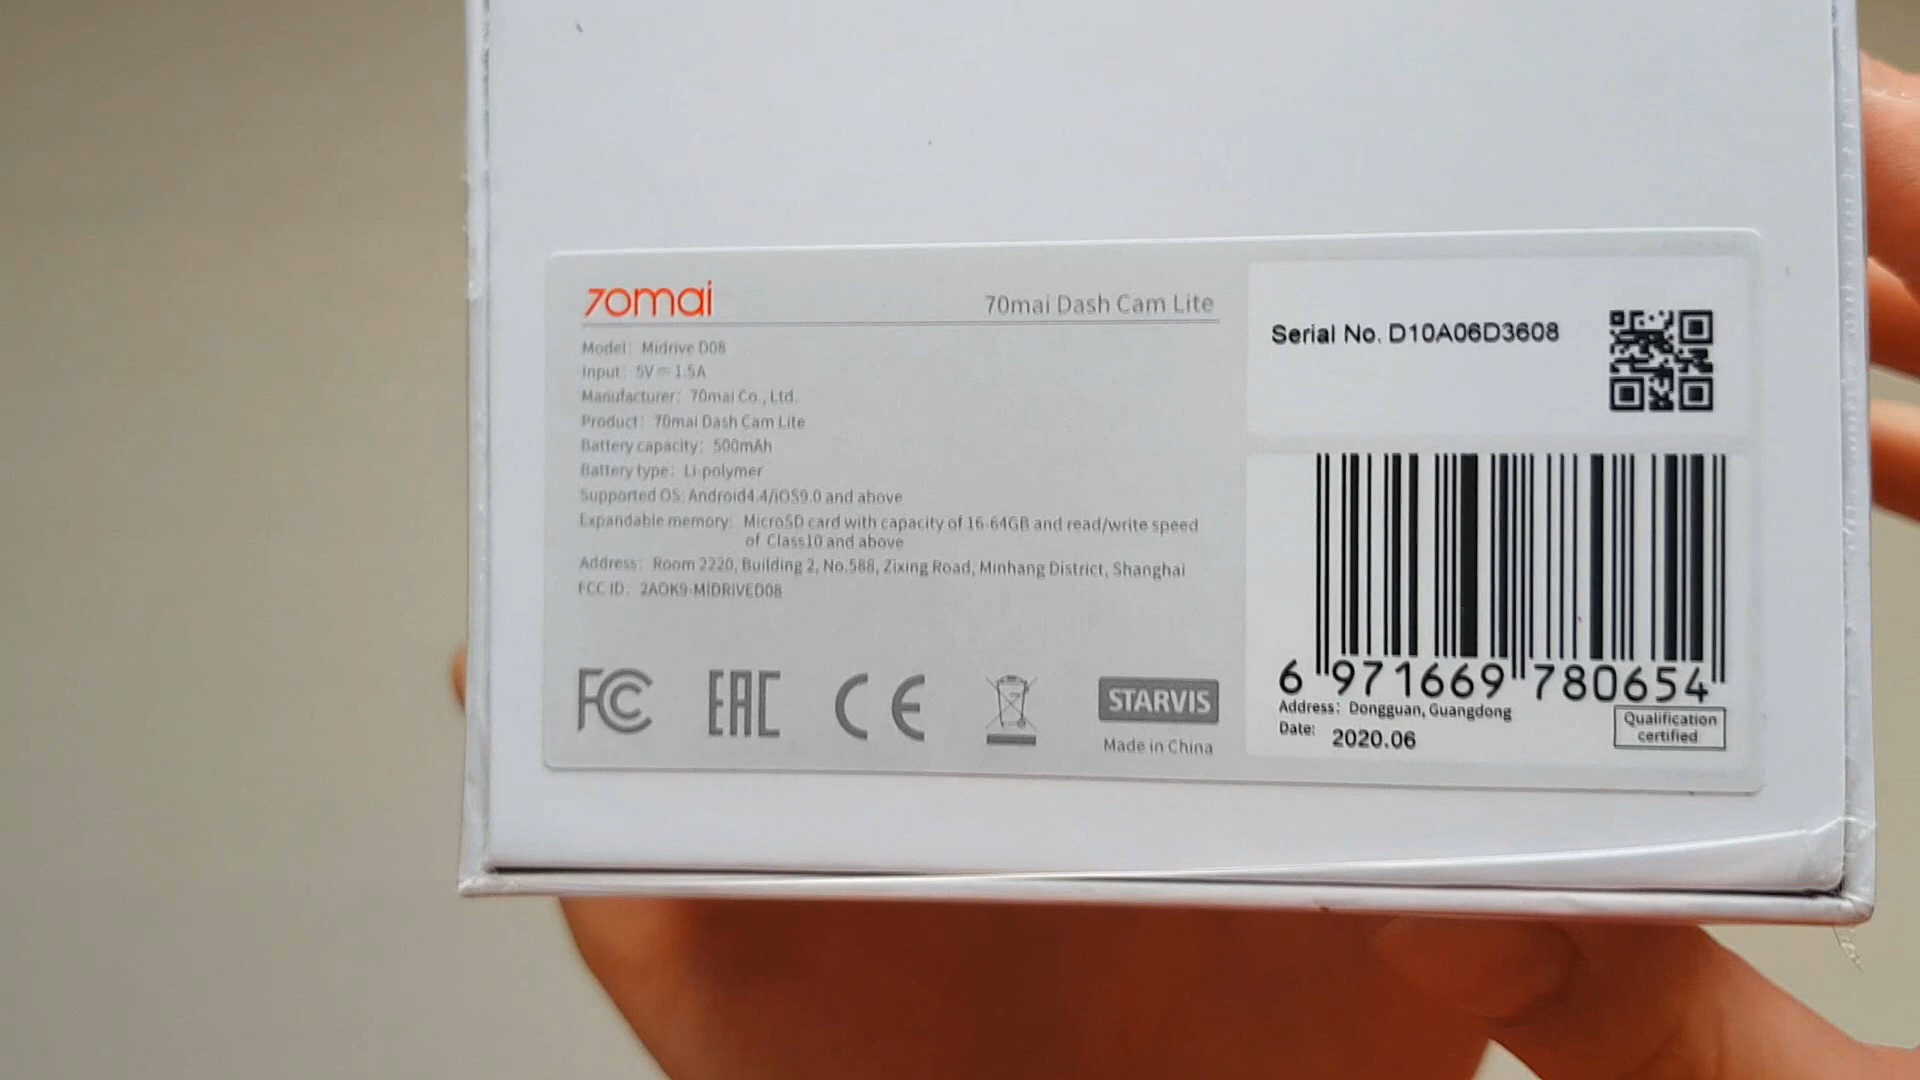 70mai
70mai Dash Cam Lite
Model: Midrive D08
Input: 5V⎓1.5A
Manufacturer: 70mai Co., Ltd.
Product: 70mai Dash Cam Lite
Battery capacity: 500mAh
Battery type: Li-polymer
Supported OS: Android4.4/iOS9.0 and above
Expandable memory: MicroSD card with capacity of 16-64GB and read/write speed
of Class10 and above
Address: Room 2220, Building 2, No.588, Zixing Road, Minhang District, Shanghai
FCC ID: 2AOK9-MIDRIVED08
FC EAC CE STARVIS
Made in China
Serial No. D10A06D3608
6 971669 780654
Address: Dongguan, Guangdong
Date: 2020.06
Qualification
certified